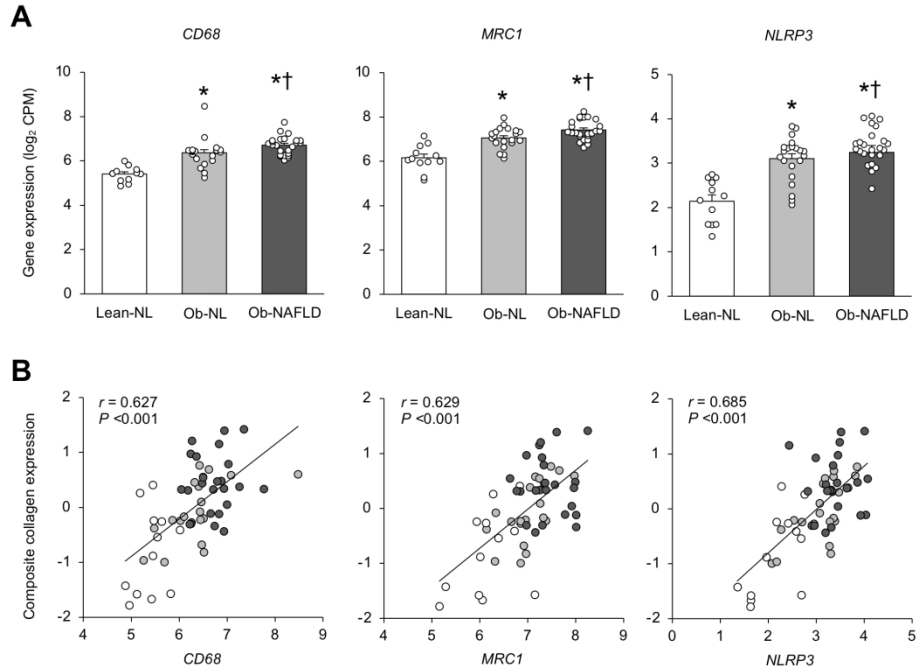 A
CD68
MRC1
NLRP3
Gene expression (log₂ CPM)
10
8
6
4
2
0
*
*†
Lean-NL
Ob-NL
Ob-NAFLD
10
8
6
4
2
0
*
*†
Lean-NL
Ob-NL
Ob-NAFLD
5
4
3
2
1
0
*
*†
Lean-NL
Ob-NL
Ob-NAFLD
B
Composite collagen expression
2
1
0
-1
-2
r = 0.627
P <0.001
4
5
6
7
8
9
CD68
2
1
0
-1
-2
r = 0.629
P <0.001
4
5
6
7
8
9
MRC1
2
1
0
-1
-2
r = 0.685
P <0.001
0
1
2
3
4
5
NLRP3